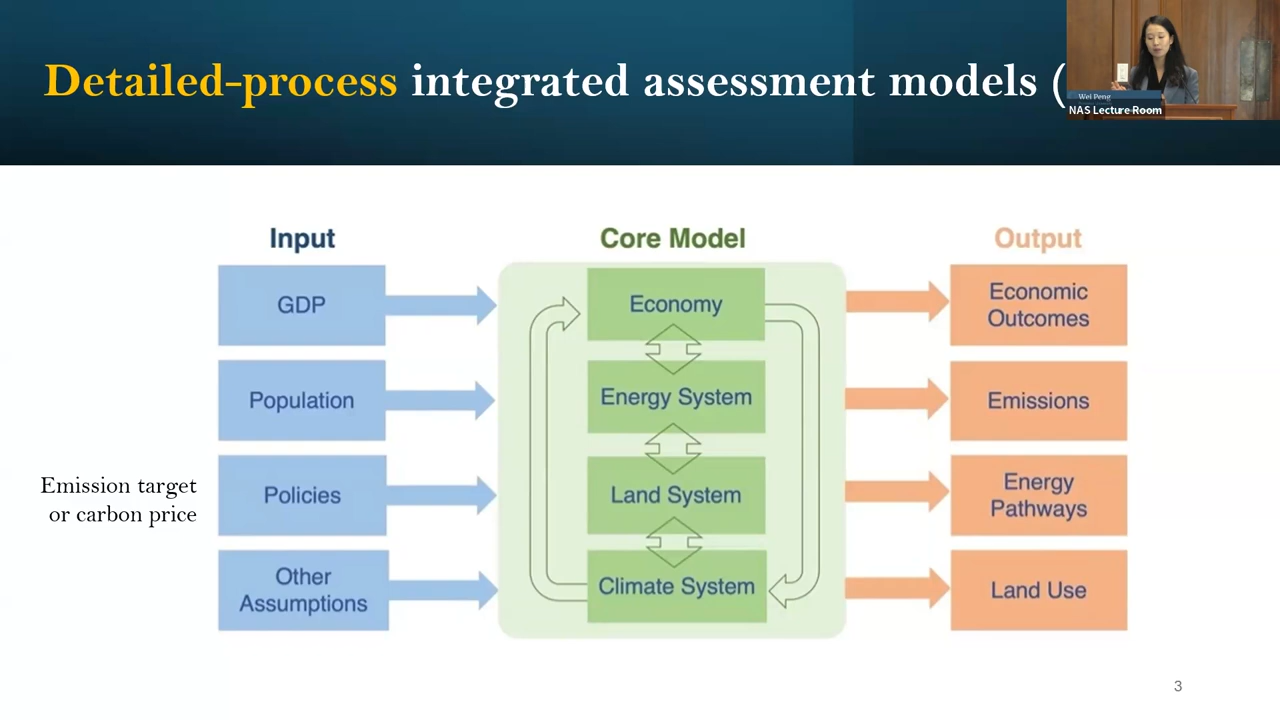 Detailed-process integrated assessment models (
Wei Peng
NAS Lecture Room
Input
Core Model
Output
GDP
Economy
Economic
Outcomes
Population
Energy System
Emissions
Emission target
or carbon price
Policies
Land System
Energy
Pathways
Other
Assumptions
Climate System
Land Use
3